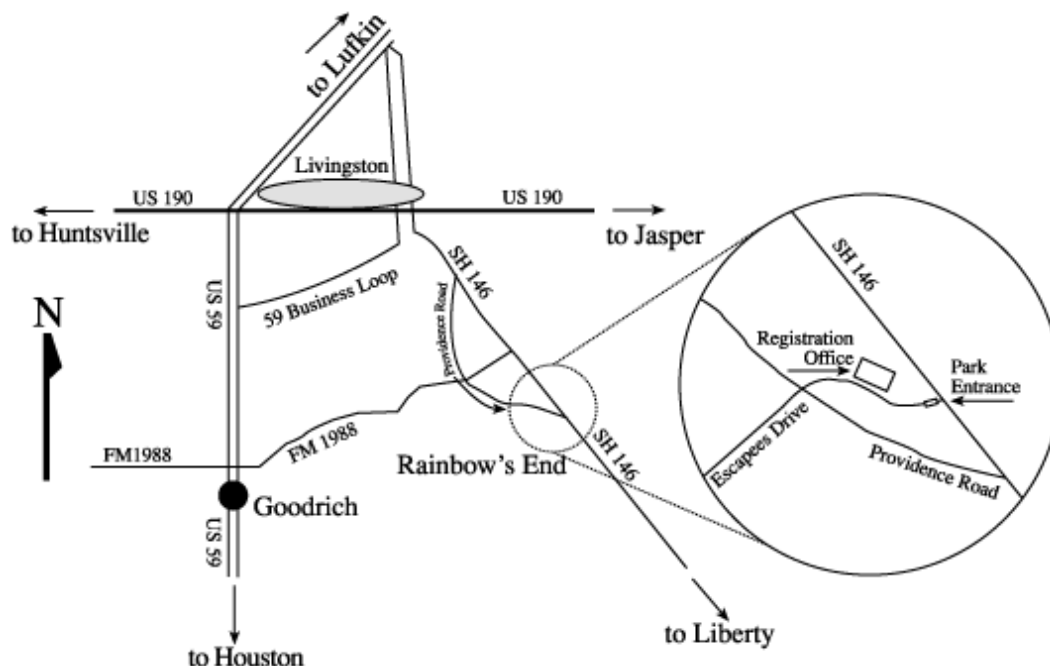 to Lufkin
Livingston
US 190
US 190
to Huntsville
to Jasper
SH 146
US 59
59 Business Loop
N
Providence Road
SH 146
Registration
Office
Park
Entrance
FM 1988
FM1988
Rainbow's End
SH 146
Escapees Drive
Providence Road
Goodrich
US 59
to Liberty
to Houston